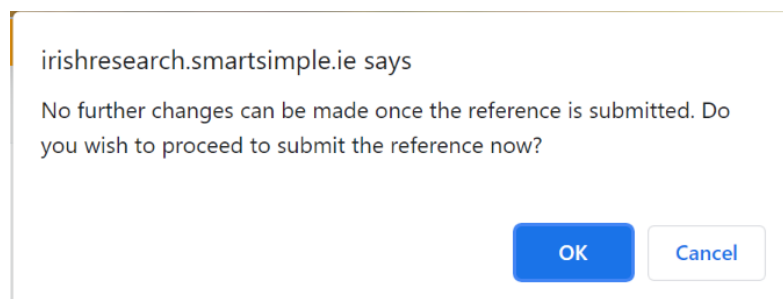 irishresearch.smartsimple.ie says
No further changes can be made once the reference is submitted. Do
you wish to proceed to submit the reference now?
OK
Cancel